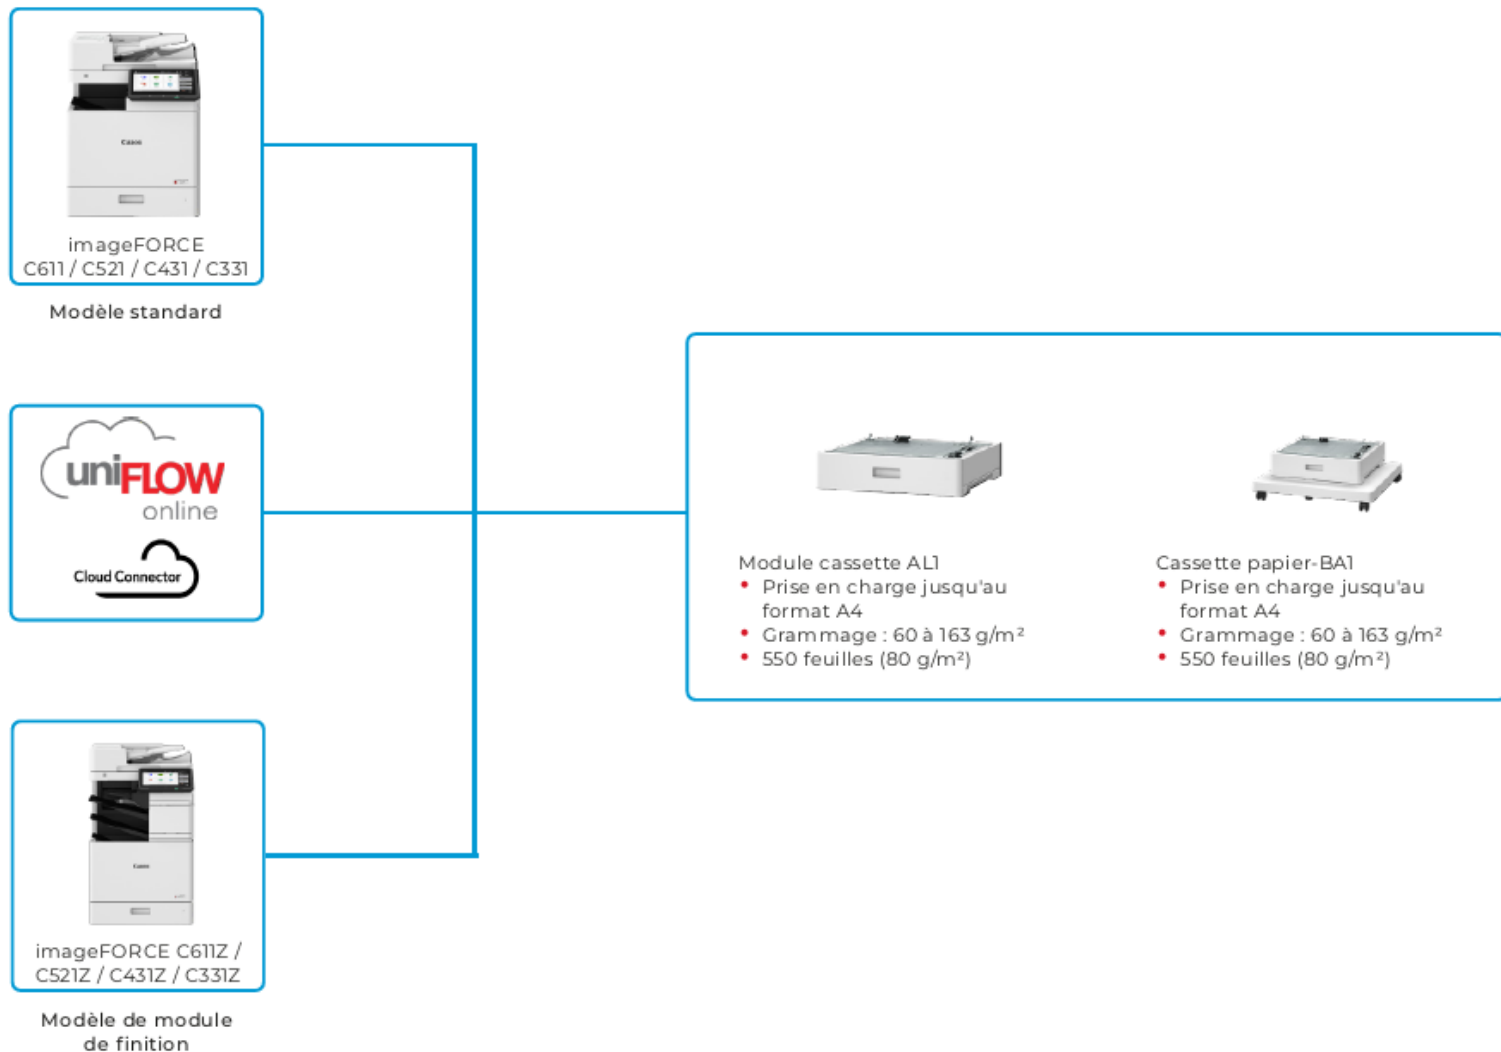 Canon
imageFORCE
C611 / C521 / C431 / C331
Modèle standard
uniFLOW
online
Cloud Connector
Module cassette AL1
• Prise en charge jusqu'au
format A4
• Grammage : 60 à 163 g/m²
• 550 feuilles (80 g/m²)
Cassette papier-BA1
• Prise en charge jusqu'au
format A4
• Grammage : 60 à 163 g/m²
• 550 feuilles (80 g/m²)
Canon
imageFORCE C611Z /
C521Z / C431Z / C331Z
Modèle de module
de finition